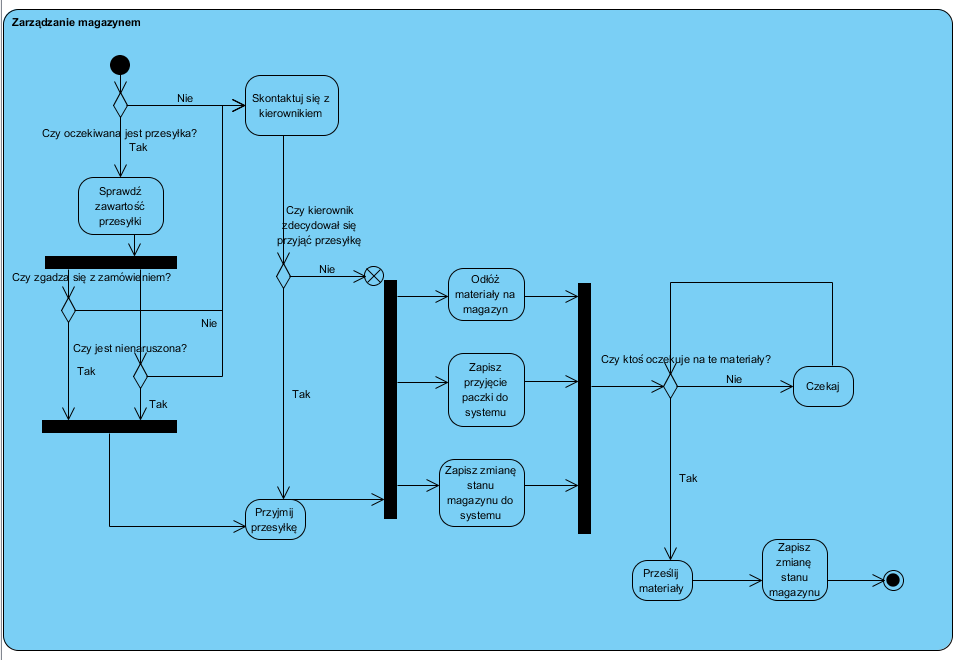 Zarządzanie magazynem
Nie
Skontaktuj się z
kierownikiem
Czy oczekiwana jest przesyłka?
Tak
Sprawdź
zawartość
przesyłki
Czy kierownik
zdecydował się
przyjąć przesyłkę
Nie
Czy zgadza się z zamówieniem?
Nie
Czy jest nienaruszona?
Tak
Tak
Tak
Przyjmij
przesyłkę
Odłóż
materiały na
magazyn
Zapisz
przyjęcie
paczki do
systemu
Zapisz zmianę
stanu
magazynu do
systemu
Czy ktoś oczekuje na te materiały?
Nie
Czekaj
Tak
Prześlij
materiały
Zapisz
zmianę
stanu
magazynu